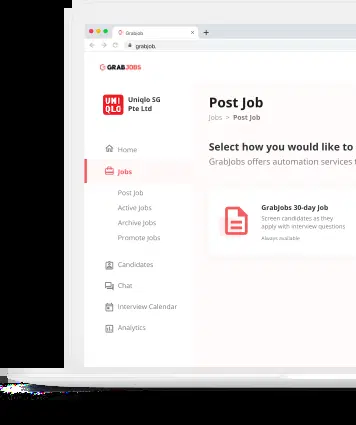 Grabjob
grabjob.
GRABJOBS
UNI
QLO
Uniqlo SG
Pte Ltd
Home
Jobs
Post Job
Active Jobs
Archive Jobs
Promote Jobs
Candidates
Chat
Interview Calendar
Analytics
Post Job
Jobs > Post Job
Select how you would like to
GrabJobs offers automation services
GrabJobs 30-day Job
Screen candidates as they
apply with interview questions
Always available